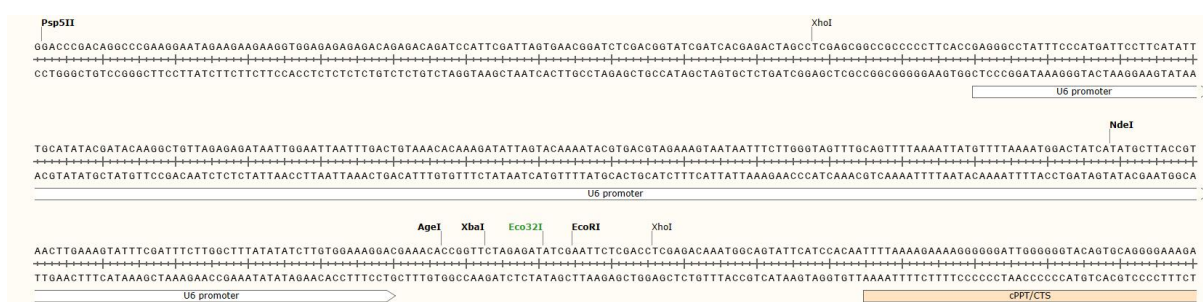 Psp5II XhoI
GGACCCGACAGGCCCGAAGGAATAGAAGAAGAAGGTGGAGAGAGAGACAGAGACAGATCCATTCGATTAGTGAACGGATCTCGACGGTATCGATCACGAGACTAGCCTCGAGCGGCCGCCCCCTTCACCGAGGGCCTATTTCCCATGATTCCTTCATATT
CCTGGGCTGTCCGGGCTTCCTTATCTTCTTCTTCCACCTCTCTCTCTGTCTCTGTCTAGGTAAGCTAATCACTTGCCTAGAGCTGCCATAGCTAGTGCTCTGATCGGAGCTCGCCGGCGGGGGAAGTGGCTCCCGGATAAAGGGTACTAAGGAAGTATAA
U6 promoter
NdeI
TGCATATACGATACAAGGCTGTTAGAGAGATAATTGGAATTAATTTGACTGTAAACACAAAGATATTAGTACAAAATACGTGACGTAGAAAGTAATAATTTCTTGGGTAGTTTGCAGTTTTAAAATTATGTTTTAAAATGGACTATCATATGCTTACCGT
ACGTATATGCTATGTTCCGACAATCTCTCTATTAACCTTAATTAAACTGACATTTGTGTTTCTATAATCATGTTTTATGCACTGCATCTTTCATTATTAAAGAACCCATCAAACGTCAAAATTTTAATACAAAATTTTACCTGATAGTATACGAATGGCA
U6 promoter
AgeI XbaI Eco32I EcoRI XhoI
AACTTGAAAGTATTTCGATTTCTTGGCTTTATATATCTTGTGGAAAGGACGAAACACCGGTTCTAGAGATATCGAATTCTCGACCTCGAGACAAATGGCAGTATTCATCCACAATTTTAAAAGAAAAGGGGGGATTGGGGGGTACAGTGCAGGGGAAAGA
TTGAACTTTCATAAAGCTAAAGAACCGAAATATATAGAACACCTTTCCTGCTTTGTGGCCAAGATCTCTATAGCTTAAGAGCTGGAGCTCTGTTTACCGTCATAAGTAGGTGTTAAAATTTTCTTTTCCCCCCTAACCCCCCATGTCACGTCCCCTTTCT
U6 promoter cPPT/CTS